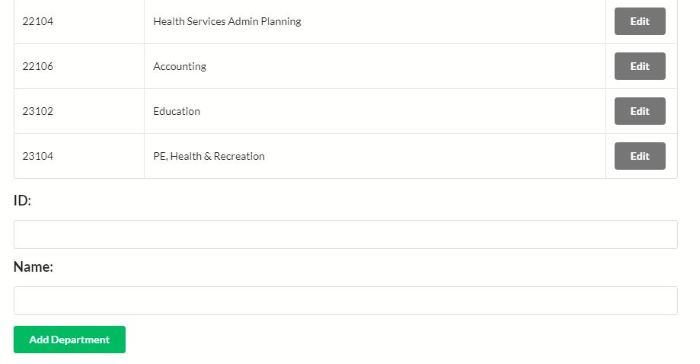 22104 Health Services Admin Planning Edit
22106 Accounting Edit
23102 Education Edit
23104 PE, Health & Recreation Edit
ID:
Name:
Add Department